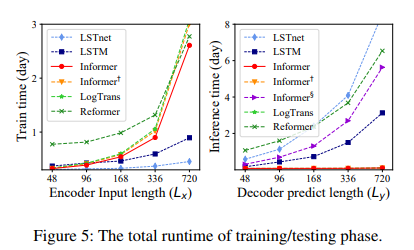 3
2
1
Train time (day)
LSTnet
LSTM
Informer
Informer†
LogTrans
Reformer
48 96 168 336 720
Encoder Input length (Lx)
8
6
4
2
Inference time (day)
LSTnet
LSTM
Informer
Informer†
Informer§
LogTrans
Reformer
48 96 168 336 720
Decoder predict length (Ly)
Figure 5: The total runtime of training/testing phase.